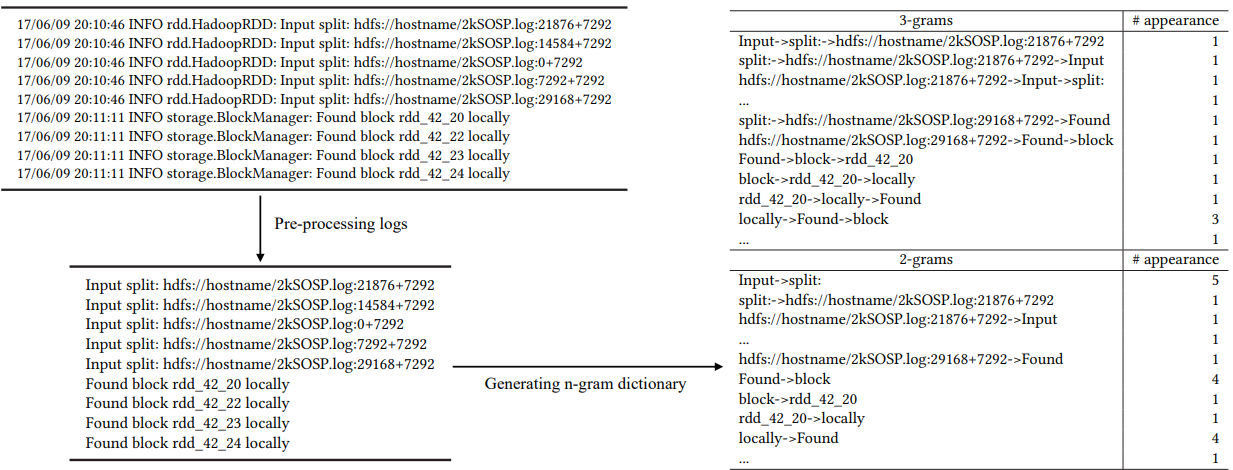 17/06/09 20:10:46 INFO rdd.HadoopRDD: Input split: hdfs://hostname/2kSOSP.log:21876+7292
17/06/09 20:10:46 INFO rdd.HadoopRDD: Input split: hdfs://hostname/2kSOSP.log:14584+7292
17/06/09 20:10:46 INFO rdd.HadoopRDD: Input split: hdfs://hostname/2kSOSP.log:0+7292
17/06/09 20:10:46 INFO rdd.HadoopRDD: Input split: hdfs://hostname/2kSOSP.log:7292+7292
17/06/09 20:10:46 INFO rdd.HadoopRDD: Input split: hdfs://hostname/2kSOSP.log:29168+7292
17/06/09 20:11:11 INFO storage.BlockManager: Found block rdd_42_20 locally
17/06/09 20:11:11 INFO storage.BlockManager: Found block rdd_42_22 locally
17/06/09 20:11:11 INFO storage.BlockManager: Found block rdd_42_23 locally
17/06/09 20:11:11 INFO storage.BlockManager: Found block rdd_42_24 locally
Pre-processing logs
Input split: hdfs://hostname/2kSOSP.log:21876+7292
Input split: hdfs://hostname/2kSOSP.log:14584+7292
Input split: hdfs://hostname/2kSOSP.log:0+7292
Input split: hdfs://hostname/2kSOSP.log:7292+7292
Input split: hdfs://hostname/2kSOSP.log:29168+7292
Found block rdd_42_20 locally
Found block rdd_42_22 locally
Found block rdd_42_23 locally
Found block rdd_42_24 locally
Generating n-gram dictionary
3-grams # appearance
Input->split:->hdfs://hostname/2kSOSP.log:21876+7292 1
split:->hdfs://hostname/2kSOSP.log:21876+7292->Input 1
hdfs://hostname/2kSOSP.log:21876+7292->Input->split: 1
... 1
split:->hdfs://hostname/2kSOSP.log:29168+7292->Found 1
hdfs://hostname/2kSOSP.log:29168+7292->Found->block 1
Found->block->rdd_42_20 1
block->rdd_42_20->locally 1
rdd_42_20->locally->Found 1
locally->Found->block 3
... 1
2-grams # appearance
Input->split: 5
split:->hdfs://hostname/2kSOSP.log:21876+7292 1
hdfs://hostname/2kSOSP.log:21876+7292->Input 1
... 1
hdfs://hostname/2kSOSP.log:29168+7292->Found 1
Found->block 4
block->rdd_42_20 1
rdd_42_20->locally 1
locally->Found 4
... 1